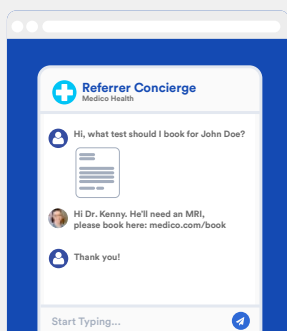 Referrer Concierge
Medico Health
Hi, what test should I book for John Doe?
Hi Dr. Kenny. He'll need an MRI,
please book here: medico.com/book
Thank you!
Start Typing...